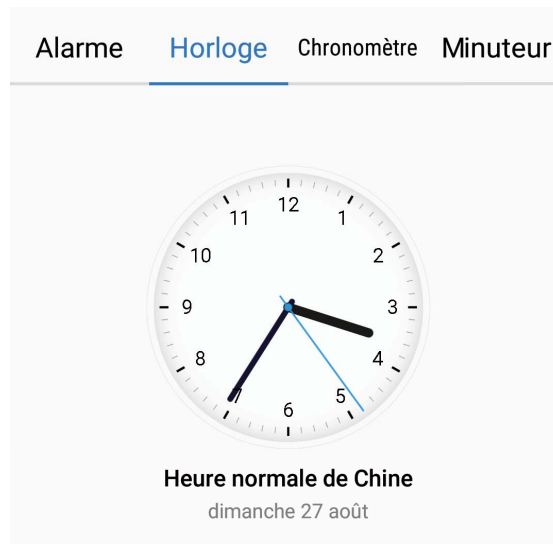 Alarme Horloge Chronomètre Minuteur
12
11 1
10 2
9 3
8 4
7 5
6
Heure normale de Chine
dimanche 27 août